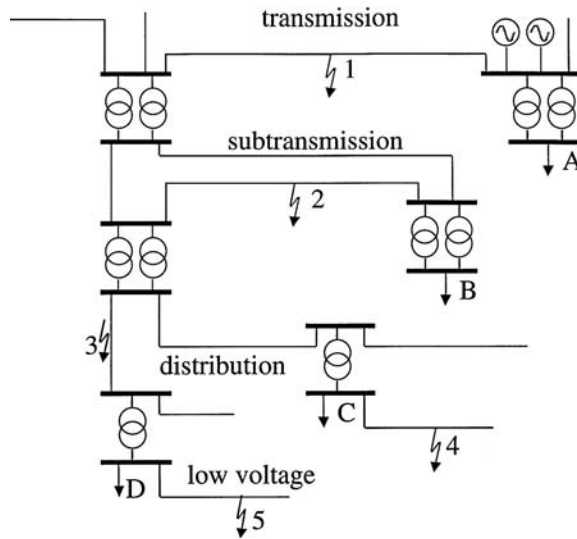 transmission
1
A
subtransmission
2
B
3
distribution
C
4
D
low voltage
5